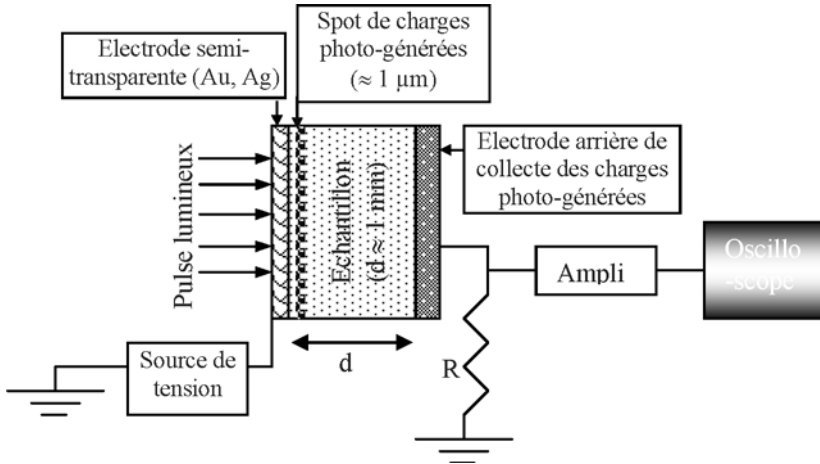 Electrode semi-
transparente (Au, Ag)
Spot de charges
photo-générées
(≈ 1 µm)
Pulse lumineux
Echantillon
(d ≈ 1 mm)
Electrode arrière de
collecte des charges
photo-générées
Ampli
Oscillo
-scope
Source de
tension
d
R